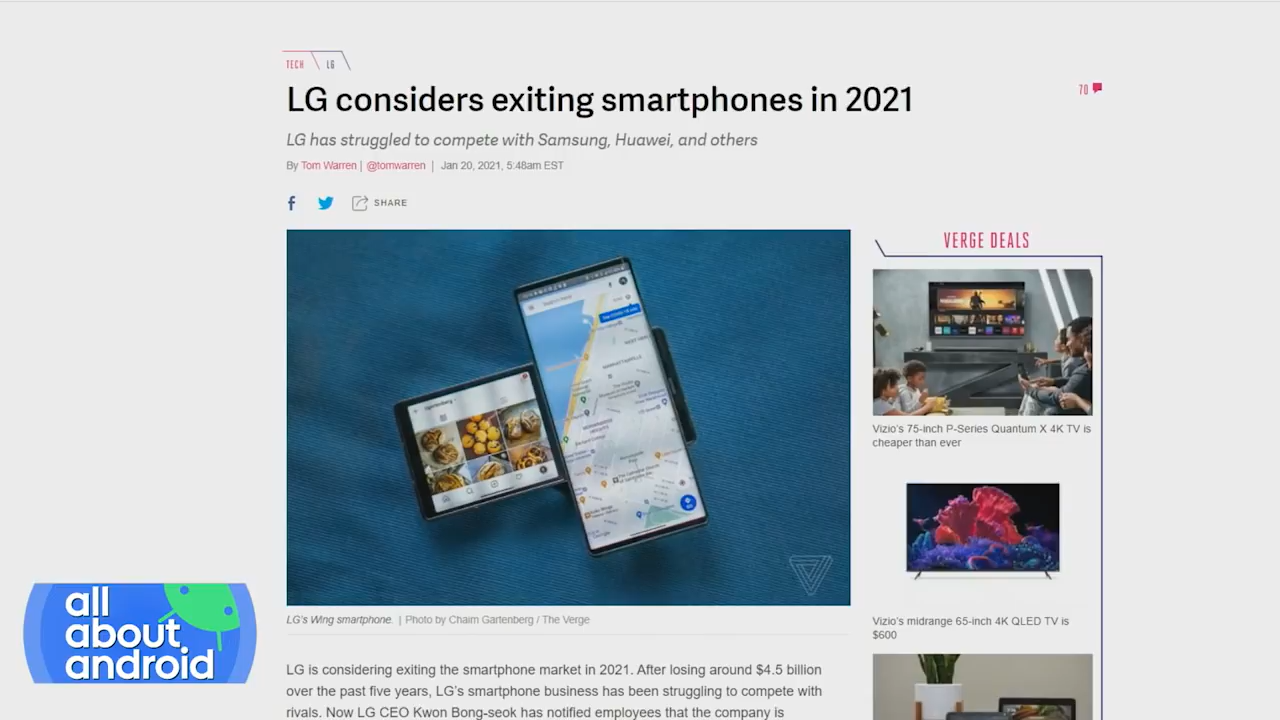 TECH LG
LG considers exiting smartphones in 2021
70
LG has struggled to compete with Samsung, Huawei, and others
By Tom Warren | @tomwarren | Jan 20, 2021, 5:48am EST
f SHARE
VERGE DEALS
Vizio's 75-inch P-Series Quantum X 4K TV is
cheaper than ever
Vizio's midrange 65-inch 4K QLED TV is
$600
LG's Wing smartphone. | Photo by Chaim Gartenberg / The Verge
LG is considering exiting the smartphone market in 2021. After losing around $4.5 billion
over the past five years, LG's smartphone business has been struggling to compete with
rivals. Now LG CEO Kwon Bong-seok has notified employees that the company is
all
about
android